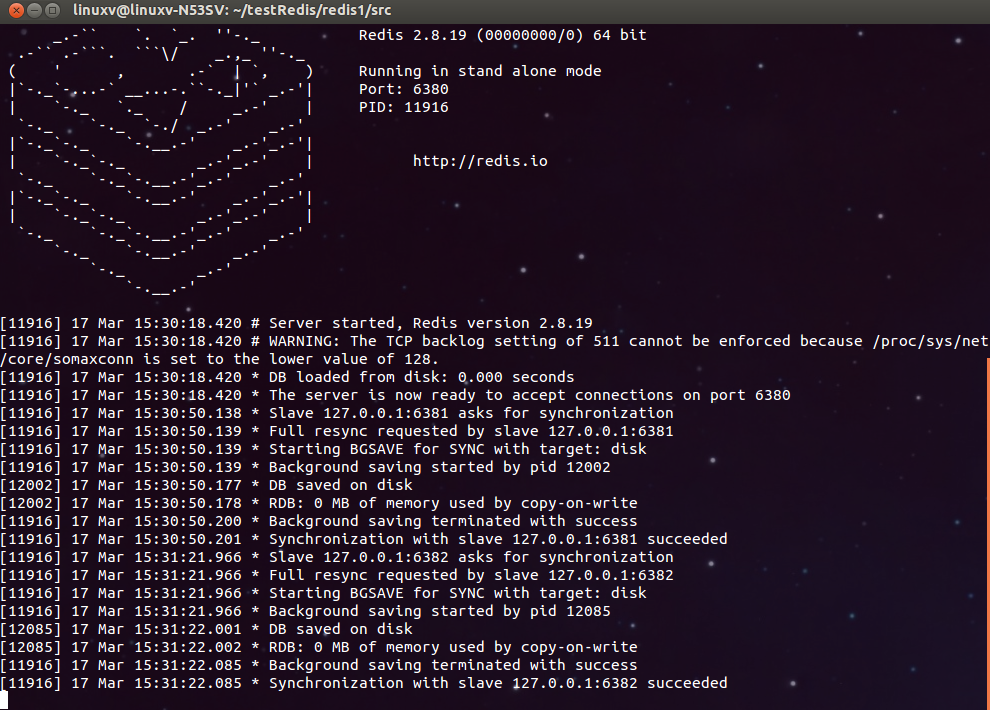 linuxv@linuxv-N53SV: ~/testRedis/redis1/src
Redis 2.8.19 (00000000/0) 64 bit
Running in stand alone mode
Port: 6380
PID: 11916
http://redis.io
[11916] 17 Mar 15:30:18.420 # Server started, Redis version 2.8.19
[11916] 17 Mar 15:30:18.420 # WARNING: The TCP backlog setting of 511 cannot be enforced because /proc/sys/net
/core/somaxconn is set to the lower value of 128.
[11916] 17 Mar 15:30:18.420 * DB loaded from disk: 0.000 seconds
[11916] 17 Mar 15:30:18.420 * The server is now ready to accept connections on port 6380
[11916] 17 Mar 15:30:50.138 * Slave 127.0.0.1:6381 asks for synchronization
[11916] 17 Mar 15:30:50.139 * Full resync requested by slave 127.0.0.1:6381
[11916] 17 Mar 15:30:50.139 * Starting BGSAVE for SYNC with target: disk
[11916] 17 Mar 15:30:50.139 * Background saving started by pid 12002
[12002] 17 Mar 15:30:50.177 * DB saved on disk
[12002] 17 Mar 15:30:50.178 * RDB: 0 MB of memory used by copy-on-write
[11916] 17 Mar 15:30:50.200 * Background saving terminated with success
[11916] 17 Mar 15:30:50.201 * Synchronization with slave 127.0.0.1:6381 succeeded
[11916] 17 Mar 15:31:21.966 * Slave 127.0.0.1:6382 asks for synchronization
[11916] 17 Mar 15:31:21.966 * Full resync requested by slave 127.0.0.1:6382
[11916] 17 Mar 15:31:21.966 * Starting BGSAVE for SYNC with target: disk
[11916] 17 Mar 15:31:21.966 * Background saving started by pid 12085
[12085] 17 Mar 15:31:22.001 * DB saved on disk
[12085] 17 Mar 15:31:22.002 * RDB: 0 MB of memory used by copy-on-write
[11916] 17 Mar 15:31:22.085 * Background saving terminated with success
[11916] 17 Mar 15:31:22.085 * Synchronization with slave 127.0.0.1:6382 succeeded